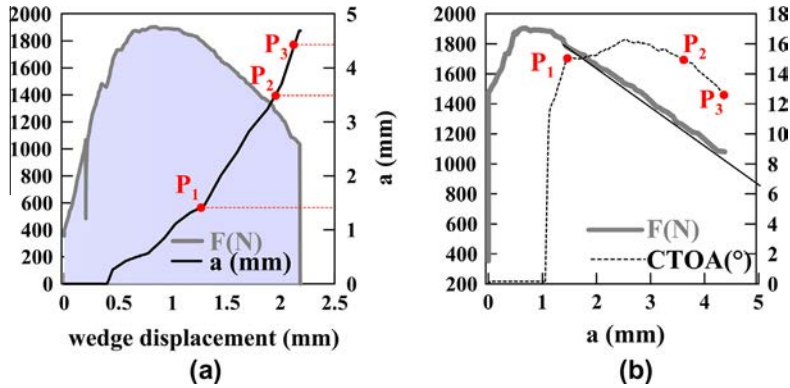 2000
1800
1600
1400
1200
1000
800
600
400
200
0
5
4
3
2
1
0
a (mm)
P3
P2
P1
F(N)
a (mm)
0 0.5 1 1.5 2 2.5
wedge displacement (mm)
(a)
2000
1800
1600
1400
1200
1000
800
600
400
200
18
16
14
12
10
8
6
4
2
0
P1
P2
P3
F(N)
CTOA(°)
0 1 2 3 4 5
a (mm)
(b)